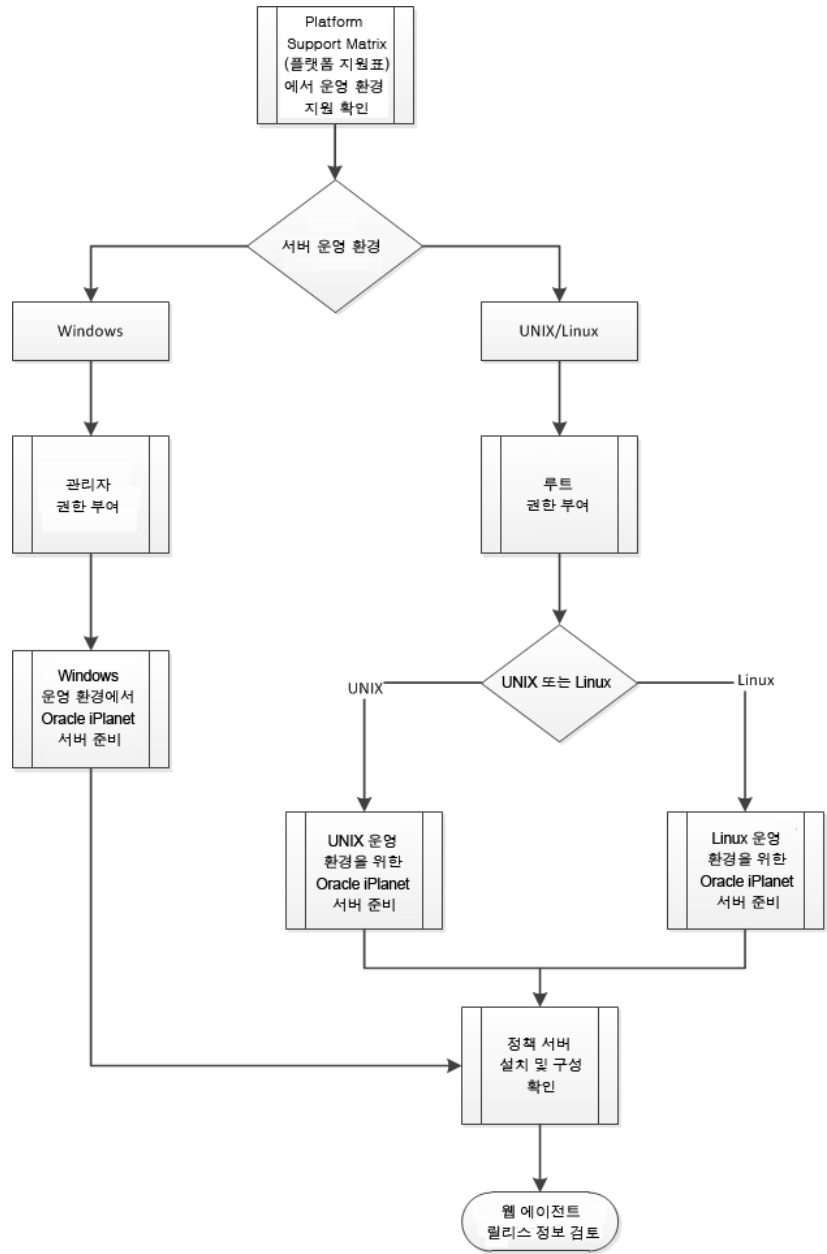 Platform
Support Matrix
(플랫폼 지원표)
에서 운영 환경
지원 확인
서버 운영 환경
Windows
UNIX/Linux
관리자
권한 부여
루트
권한 부여
Windows
운영 환경에서
Oracle iPlanet
서버 준비
UNIX
UNIX 또는 Linux
Linux
UNIX 운영
환경을 위한
Oracle iPlanet
서버 준비
Linux 운영
환경을 위한
Oracle iPlanet
서버 준비
정책 서버
설치 및 구성
확인
웹 에이전트
릴리스 정보 검토